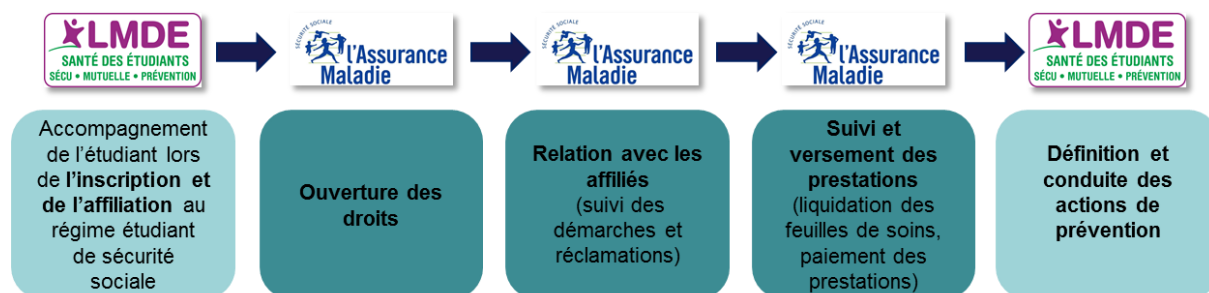 LMDE
SANTÉ DES ÉTUDIANTS
SÉCU • MUTUELLE • PRÉVENTION
SÉCURITÉ SOCIALE
l'Assurance
Maladie
SÉCURITÉ SOCIALE
l'Assurance
Maladie
SÉCURITÉ SOCIALE
l'Assurance
Maladie
LMDE
SANTÉ DES ÉTUDIANTS
SÉCU • MUTUELLE • PRÉVENTION
Accompagnement
de l'étudiant lors
de l'inscription et
de l'affiliation au
régime étudiant
de sécurité
sociale
Ouverture des
droits
Relation avec les
affiliés
(suivi des
démarches et
réclamations)
Suivi et
versement des
prestations
(liquidation des
feuilles de soins,
paiement des
prestations)
Définition et
conduite des
actions de
prévention